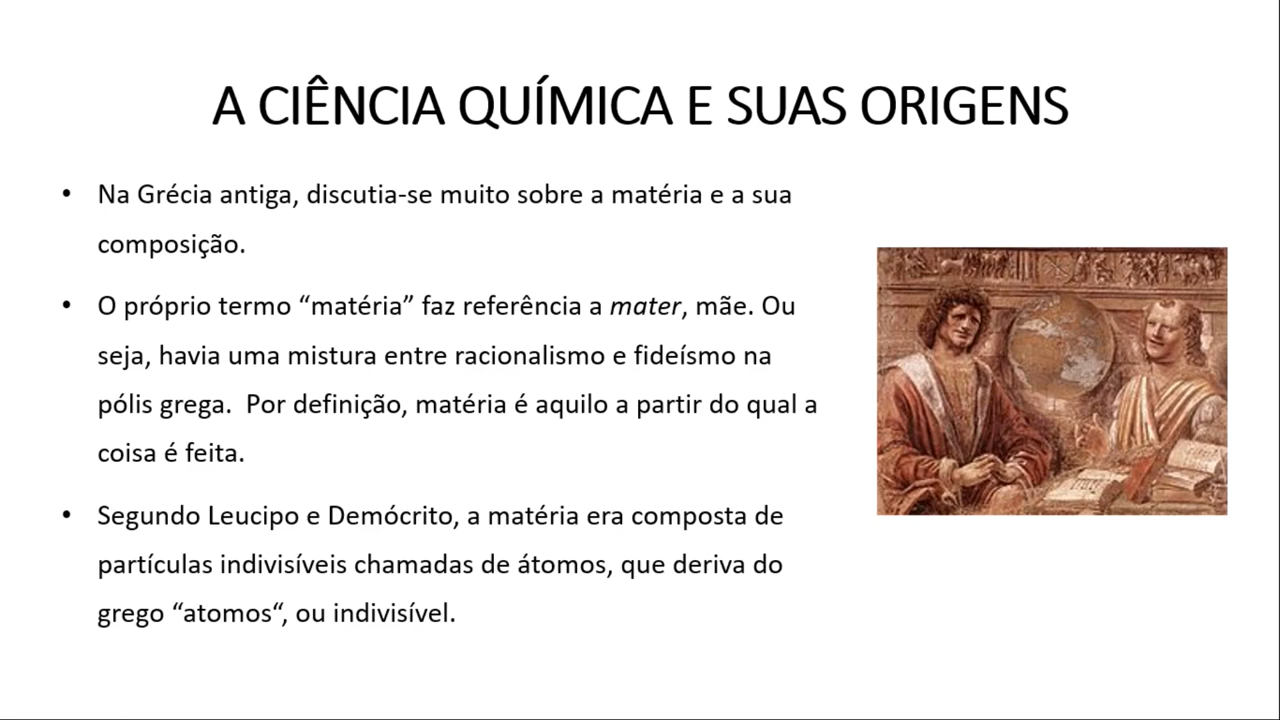 A CIÊNCIA QUÍMICA E SUAS ORIGENS
• Na Grécia antiga, discutia-se muito sobre a matéria e a sua
composição.
• O próprio termo “matéria” faz referência a mater, mãe. Ou
seja, havia uma mistura entre racionalismo e fideísmo na
pólis grega.  Por definição, matéria é aquilo a partir do qual a
coisa é feita.
• Segundo Leucipo e Demócrito, a matéria era composta de
partículas indivisíveis chamadas de átomos, que deriva do
grego “atomos“, ou indivisível.